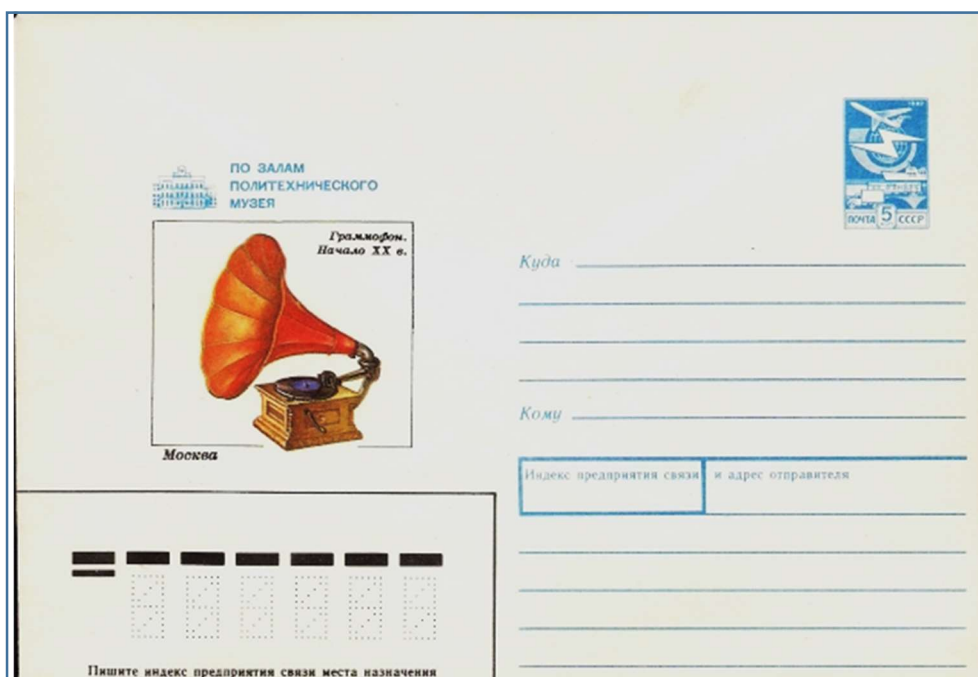 ПО ЗАЛАМ
ПОЛИТЕХНИЧЕСКОГО
МУЗЕЯ
Граммофон.
Начало XX в.
Москва
1982
ПОЧТА 5 СССР
Куда
Кому
Индекс предприятия связи и адрес отправителя
Пишите индекс предприятия связи места назначения